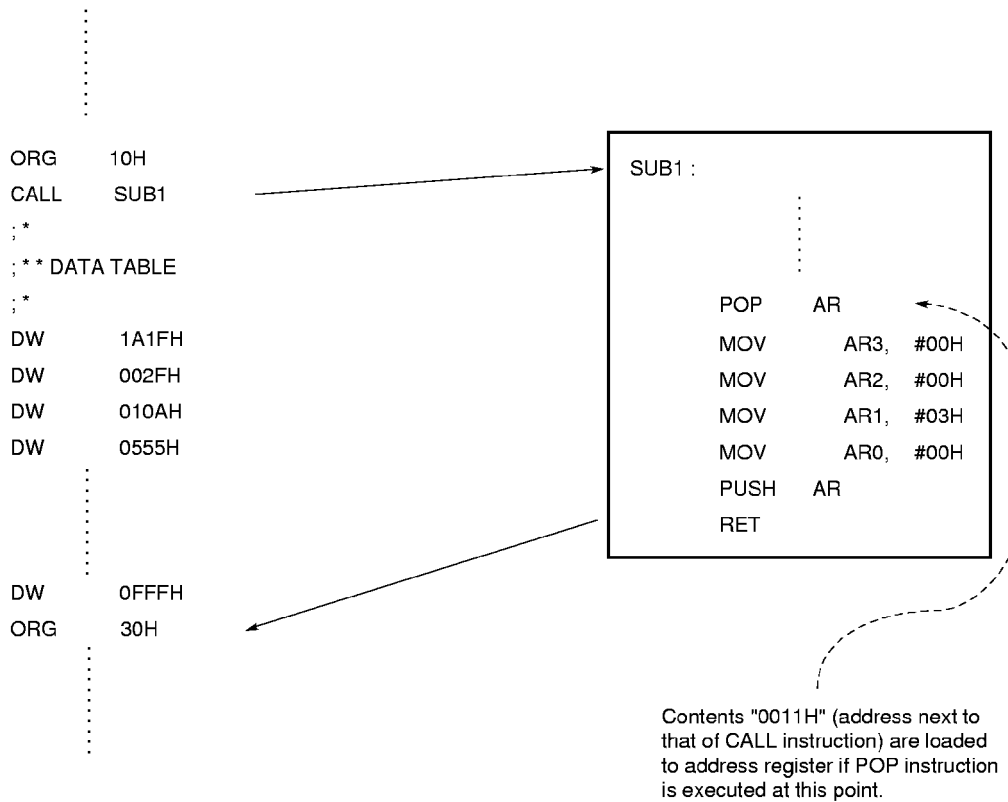 ORG 10H
CALL SUB1
; *
; * * DATA TABLE
; *
DW 1A1FH
DW 002FH
DW 010AH
DW 0555H
DW 0FFFH
ORG 30H
SUB1 :
POP AR
MOV AR3, #00H
MOV AR2, #00H
MOV AR1, #03H
MOV AR0, #00H
PUSH AR
RET
Contents "0011H" (address next to
that of CALL instruction) are loaded
to address register if POP instruction
is executed at this point.